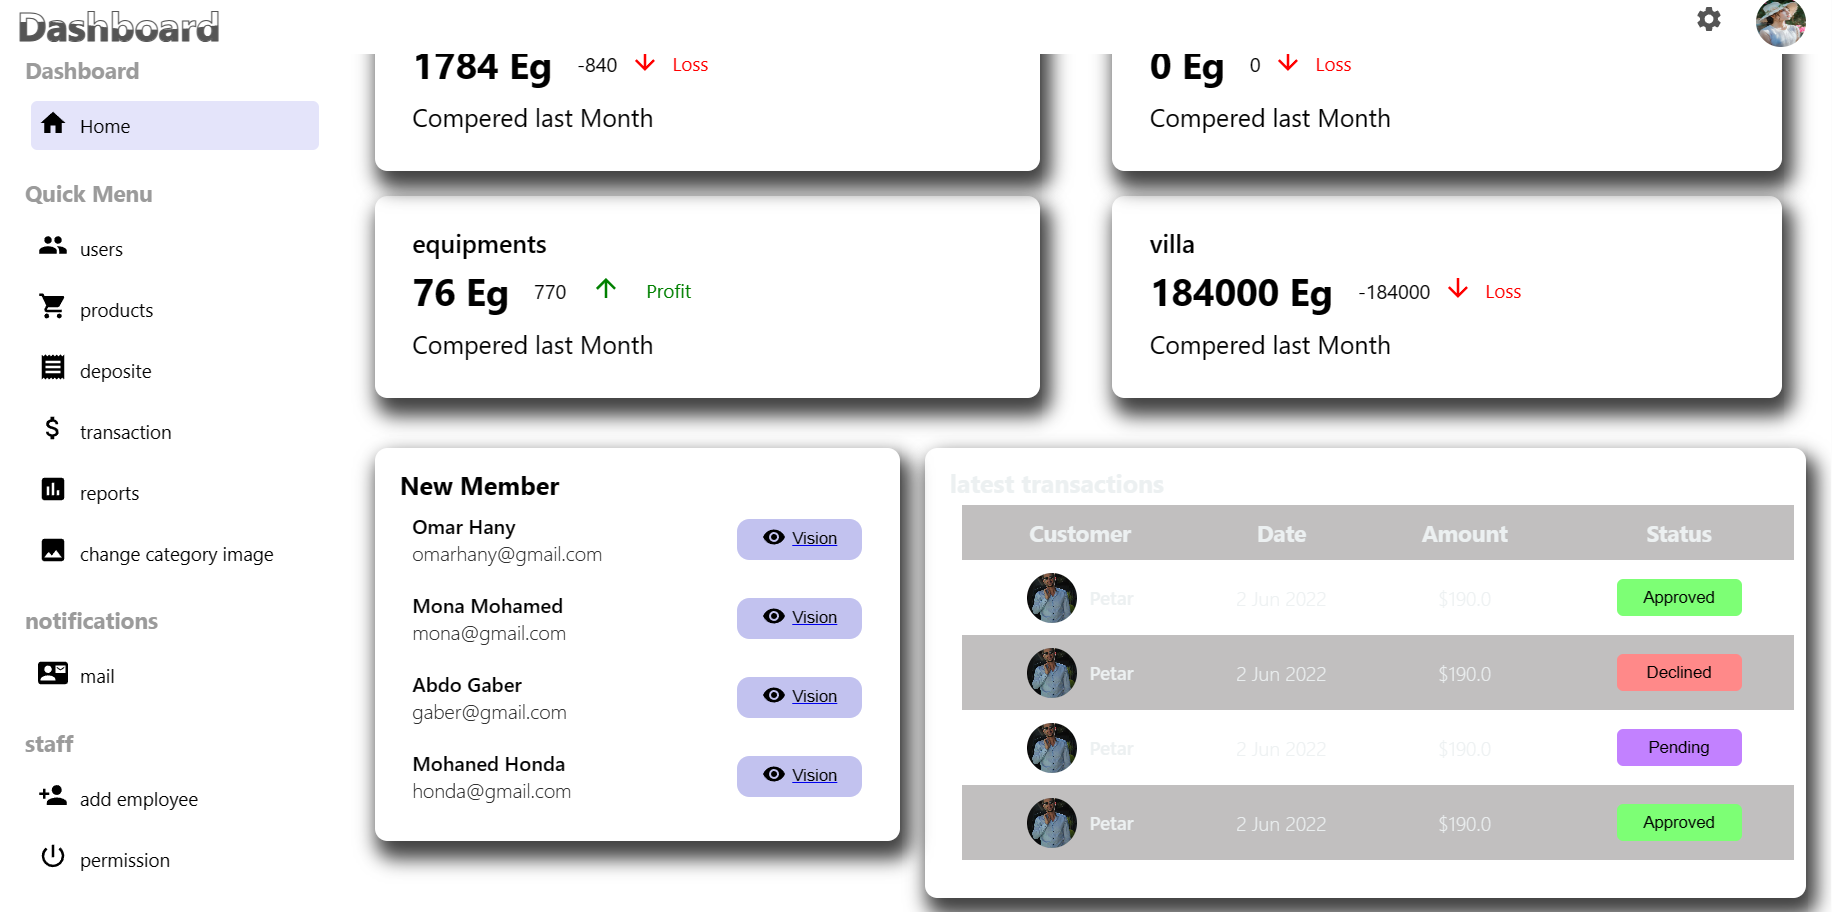 Dashboard
Dashboard
Home
Quick Menu
users
products
deposite
transaction
reports
change category image
notifications
mail
staff
add employee
permission
1784 Eg -840 Loss
Compered last Month
0 Eg 0 Loss
Compered last Month
equipments
76 Eg 770 Profit
Compered last Month
villa
184000 Eg -184000 Loss
Compered last Month
New Member
Omar Hany
omarhany@gmail.com
Vision
Mona Mohamed
mona@gmail.com
Vision
Abdo Gaber
gaber@gmail.com
Vision
Mohaned Honda
honda@gmail.com
Vision
latest transactions
Customer Date Amount Status
Petar 2 Jun 2022 $190.0 Approved
Petar 2 Jun 2022 $190.0 Declined
Petar 2 Jun 2022 $190.0 Pending
Petar 2 Jun 2022 $190.0 Approved